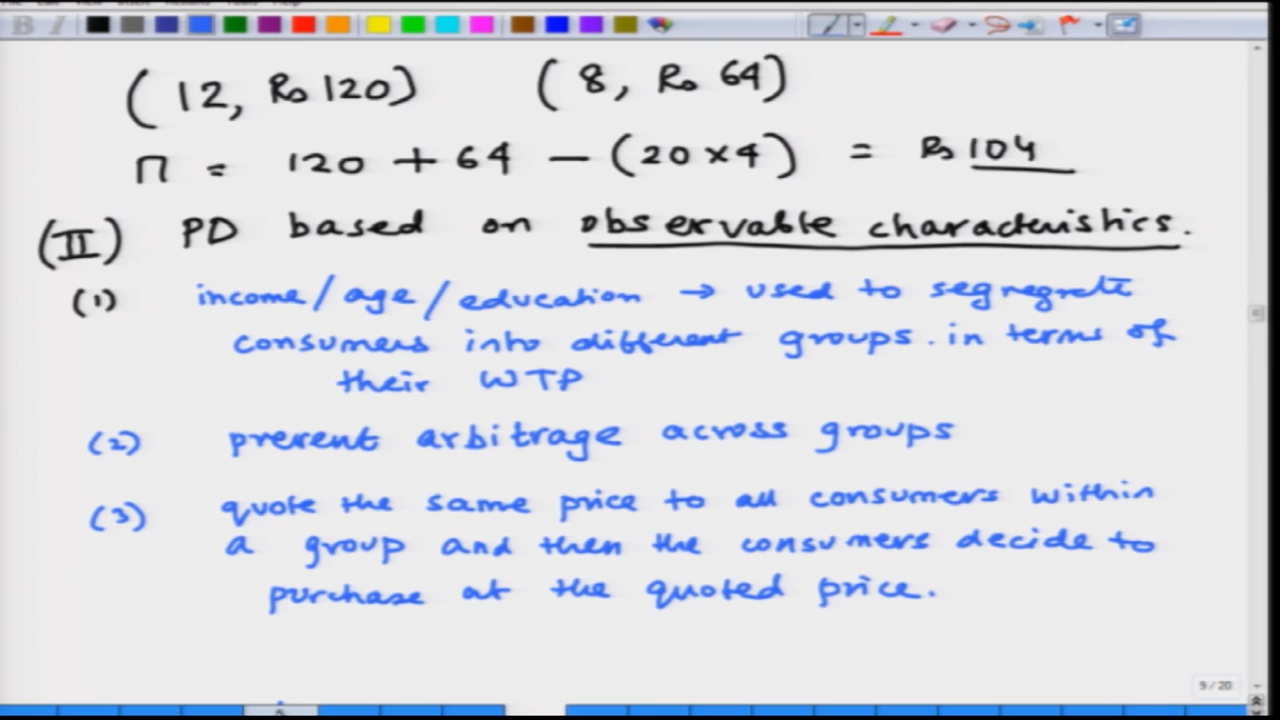 (12, Rs 120) (8, Rs 64)
Π = 120 + 64 - (20 × 4) = Rs 104
(II) PD based on observable characteristics.
(1) income/age/education → used to segregate
consumers into different groups. in terms of
their WTP
(2) prevent arbitrage across groups
(3) quote the same price to all consumers within
a group and then the consumers decide to
purchase at the quoted price.
9 / 20